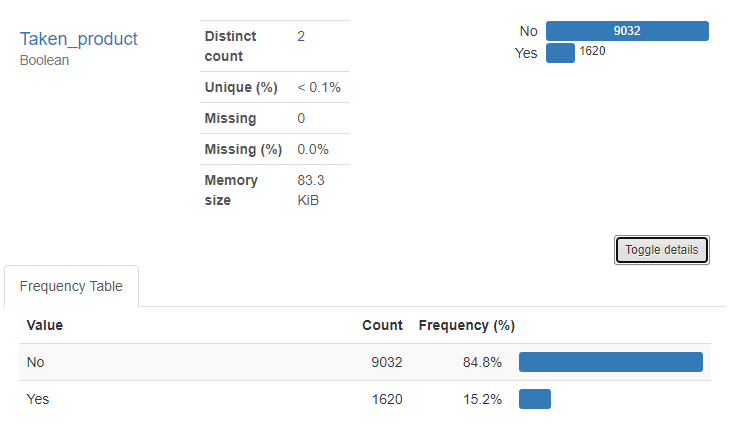 Taken_product
Boolean
Distinct count 2
Unique (%) < 0.1%
Missing 0
Missing (%) 0.0%
Memory size 83.3 KiB
No 9032
Yes 1620
Toggle details
Frequency Table
Value Count Frequency (%)
No 9032 84.8%
Yes 1620 15.2%